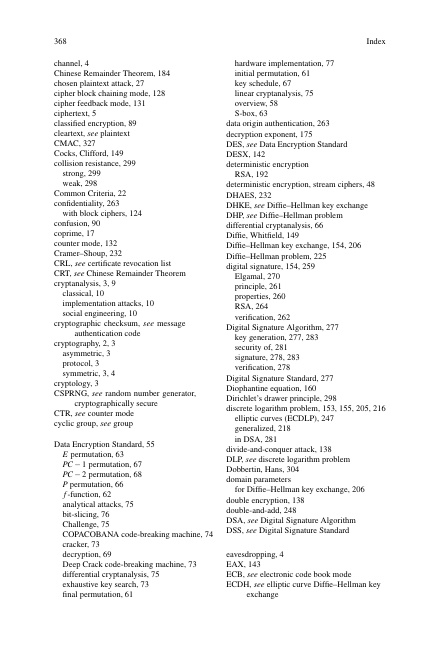 368
Index
channel, 4
Chinese Remainder Theorem, 184
chosen plaintext attack, 27
cipher block chaining mode, 128
cipher feedback mode, 131
ciphertext, 5
classified encryption, 89
cleartext, see plaintext
CMAC, 327
Cocks, Clifford, 149
collision resistance, 299
strong, 299
weak, 298
Common Criteria, 22
confidentiality, 263
with block ciphers, 124
confusion, 90
coprime, 17
counter mode, 132
Cramer–Shoup, 232
CRL, see certificate revocation list
CRT, see Chinese Remainder Theorem
cryptanalysis, 3, 9
classical, 10
implementation attacks, 10
social engineering, 10
cryptographic checksum, see message
authentication code
cryptography, 2, 3
asymmetric, 3
protocol, 3
symmetric, 3, 4
cryptology, 3
CSPRNG, see random number generator,
cryptographically secure
CTR, see counter mode
cyclic group, see group
Data Encryption Standard, 55
E permutation, 63
PC − 1 permutation, 67
PC − 2 permutation, 68
P permutation, 66
f-function, 62
analytical attacks, 75
bit-slicing, 76
Challenge, 75
COPACOBANA code-breaking machine, 74
cracker, 73
decryption, 69
Deep Crack code-breaking machine, 73
differential cryptanalysis, 75
exhaustive key search, 73
final permutation, 61
hardware implementation, 77
initial permutation, 61
key schedule, 67
linear cryptanalysis, 75
overview, 58
S-box, 63
data origin authentication, 263
decryption exponent, 175
DES, see Data Encryption Standard
DESX, 142
deterministic encryption
RSA, 192
deterministic encryption, stream ciphers, 48
DHAES, 232
DHKE, see Diffie–Hellman key exchange
DHP, see Diffie–Hellman problem
differential cryptanalysis, 66
Diffie, Whitfield, 149
Diffie–Hellman key exchange, 154, 206
Diffie–Hellman problem, 225
digital signature, 154, 259
Elgamal, 270
principle, 261
properties, 260
RSA, 264
verification, 262
Digital Signature Algorithm, 277
key generation, 277, 283
security of, 281
signature, 278, 283
verification, 278
Digital Signature Standard, 277
Diophantine equation, 160
Dirichlet's drawer principle, 298
discrete logarithm problem, 153, 155, 205, 216
elliptic curves (ECDLP), 247
generalized, 218
in DSA, 281
divide-and-conquer attack, 138
DLP, see discrete logarithm problem
Dobbertin, Hans, 304
domain parameters
for Diffie–Hellman key exchange, 206
double encryption, 138
double-and-add, 248
DSA, see Digital Signature Algorithm
DSS, see Digital Signature Standard
eavesdropping, 4
EAX, 143
ECB, see electronic code book mode
ECDH, see elliptic curve Diffie–Hellman key
exchange